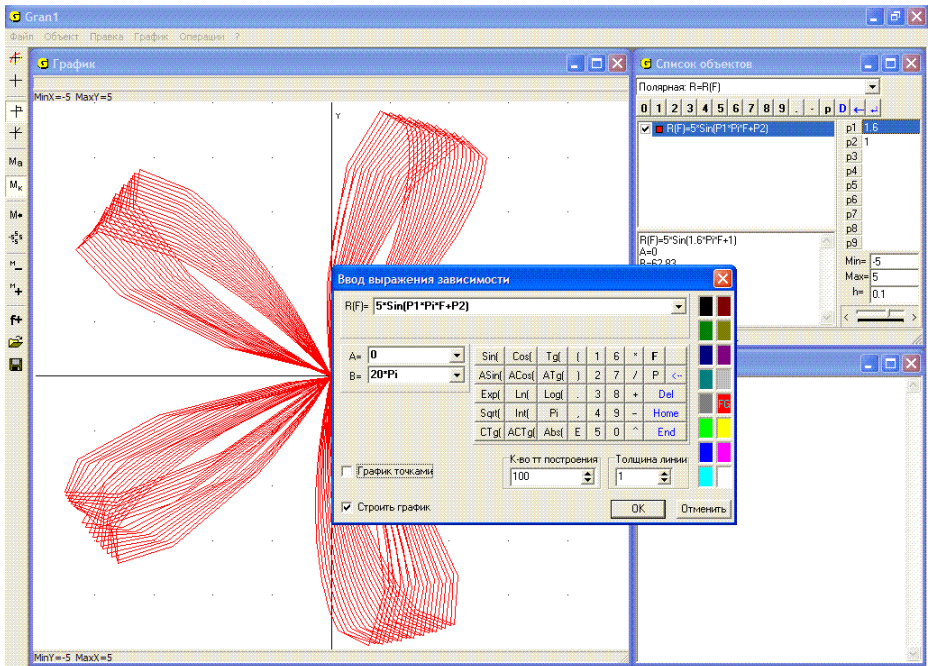 Gran1
Файл Объект Правка График Операции ?
График
MinX=-5 MaxY=5
Y
Ma
Mк
M•
M
M
f+
MinY=-5 MaxX=5
Список объектов
Полярная: R=R(F)
0 1 2 3 4 5 6 7 8 9 . - p D ← ↵
R(F)=5*Sin(P1*Pi*F+P2)
p1 1.6
p2 1
p3
p4
p5
p6
p7
p8
p9
R(F)=5*Sin(1.6*Pi*F+1)
A=0
B=62.83
Min= -5
Max= 5
h= 0.1
Ввод выражения зависимости
R(F)= 5*Sin(P1*Pi*F+P2)
A= 0
B= 20*Pi
Sin( Cos( Tg( ( 1 6 * F
ASin( ACos( ATg( ) 2 7 / P <--
Exp( Ln( Log( . 3 8 + Del
Sqrt( Int( Pi , 4 9 - Home
CTg( ACTg( Abs( E 5 0 ^ End
FG
График точками
К-во тт построения
100
Толщина линии
1
Строить график
OK
Отменить